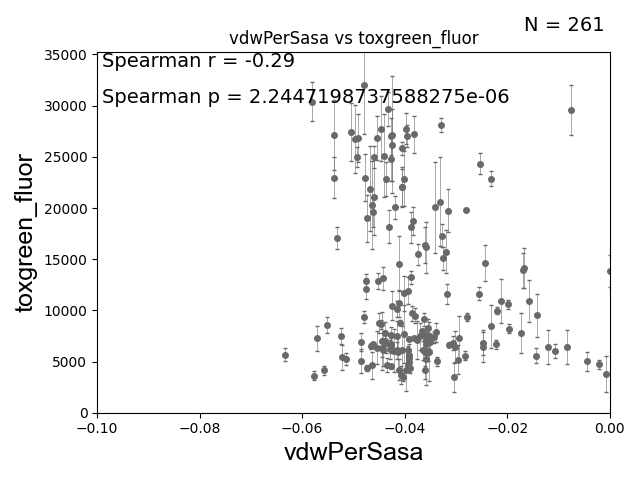 N = 261
vdwPerSasa vs toxgreen_fluor
Spearman r = -0.29
Spearman p = 2.2447198737588275e-06
35000
30000
25000
20000
15000
10000
5000
0
toxgreen_fluor
−0.10 −0.08 −0.06 −0.04 −0.02 0.00
vdwPerSasa